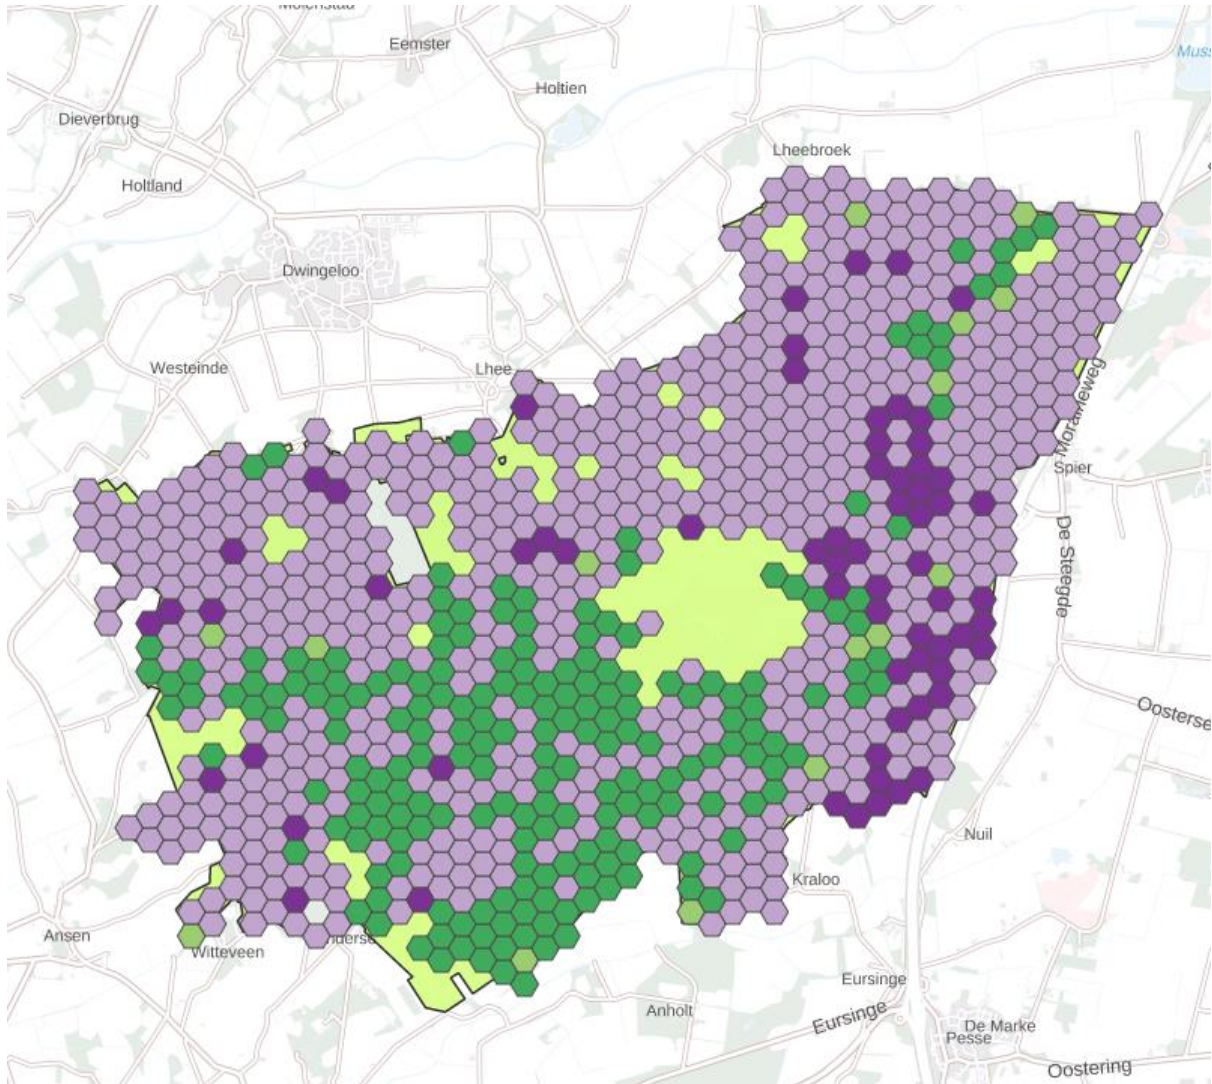 Eemster
Holtien
Dieverbrug
Lheebroek
Holtland
Dwingeloo
Westeinde
Lhee
Spier
De Steegde
Nuil
Kraloo
Ansen
Witteveen
Eursinge
Anholt
Eursinge
De Marke
Pesse
Oostering